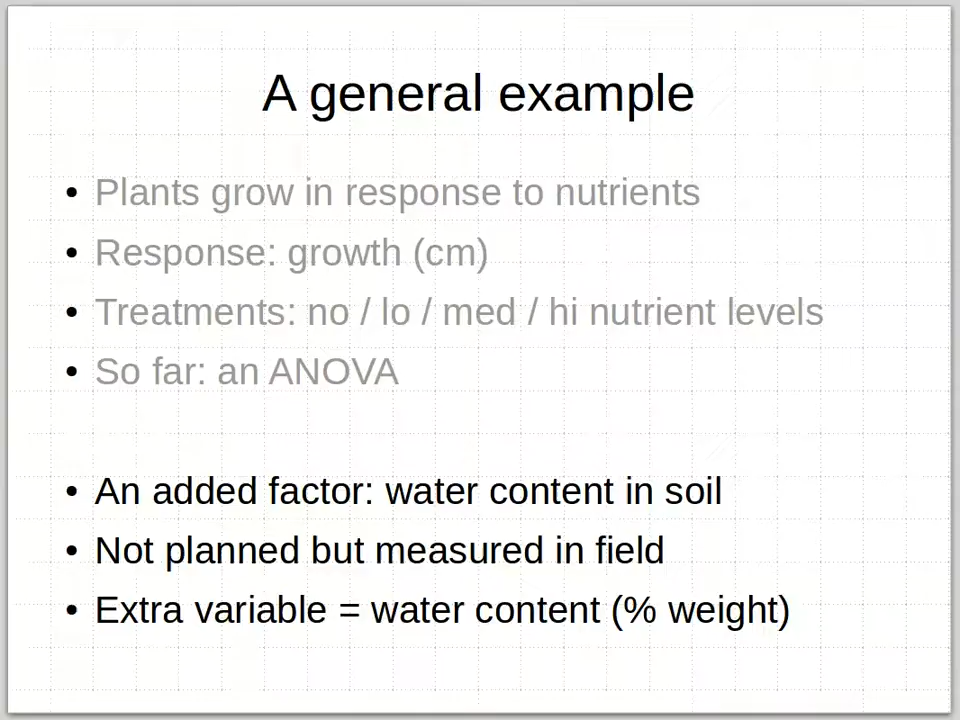 A general example
• Plants grow in response to nutrients
• Response: growth (cm)
• Treatments: no / lo / med / hi nutrient levels
• So far: an ANOVA
• An added factor: water content in soil
• Not planned but measured in field
• Extra variable = water content (% weight)